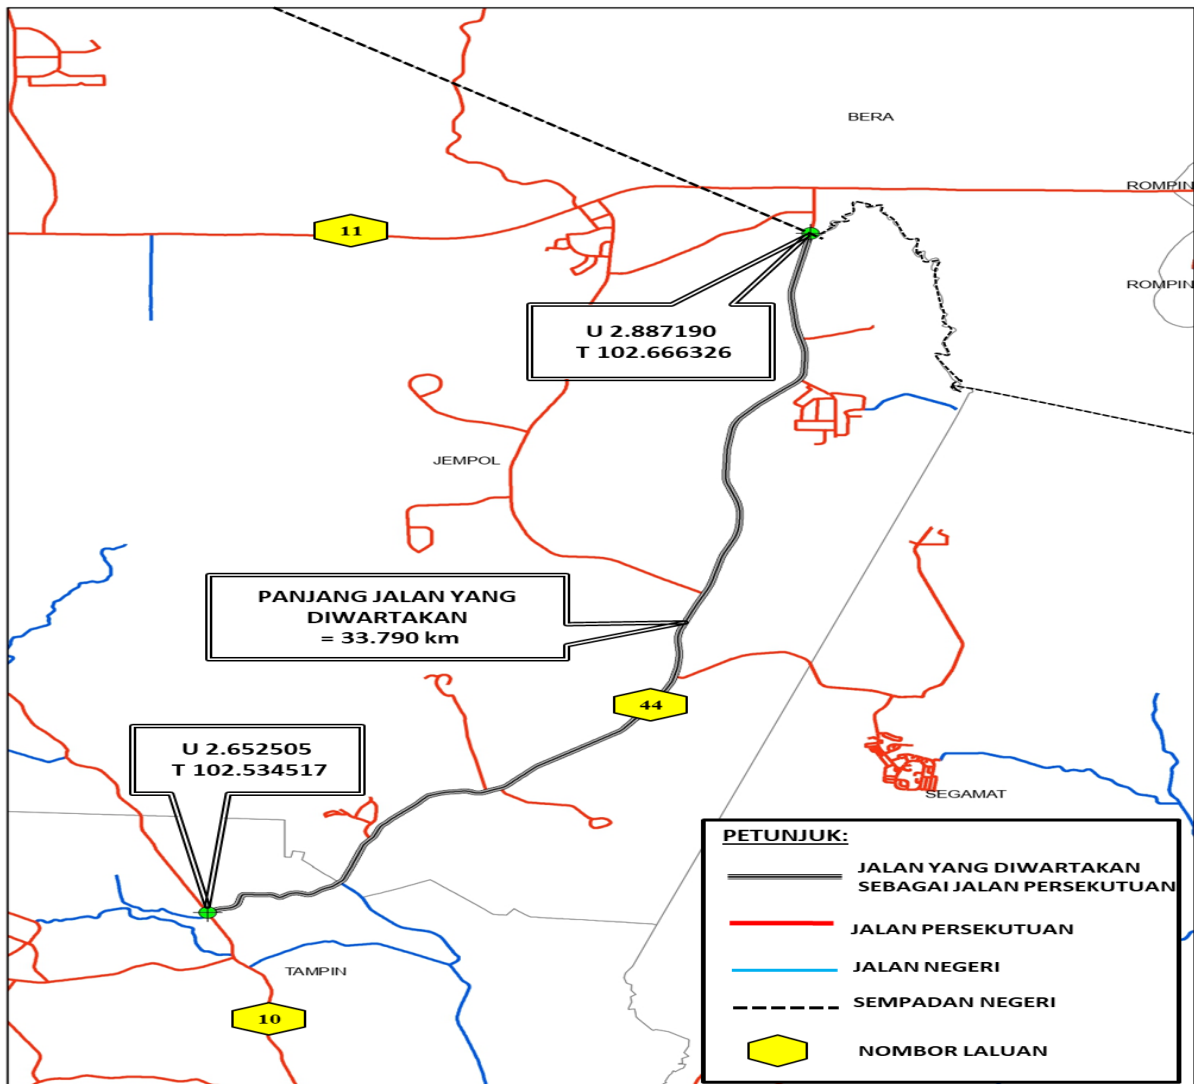 BERA
ROMPIN
11
ROMPIN
U 2.887190
T 102.666326
JEMPOL
PANJANG JALAN YANG
DIWARTAKAN
= 33.790 km
44
U 2.652505
T 102.534517
SEGAMAT
TAMPIN
10
PETUNJUK:
JALAN YANG DIWARTAKAN
SEBAGAI JALAN PERSEKUTUAN
JALAN PERSEKUTUAN
JALAN NEGERI
SEMPADAN NEGERI
NOMBOR LALUAN